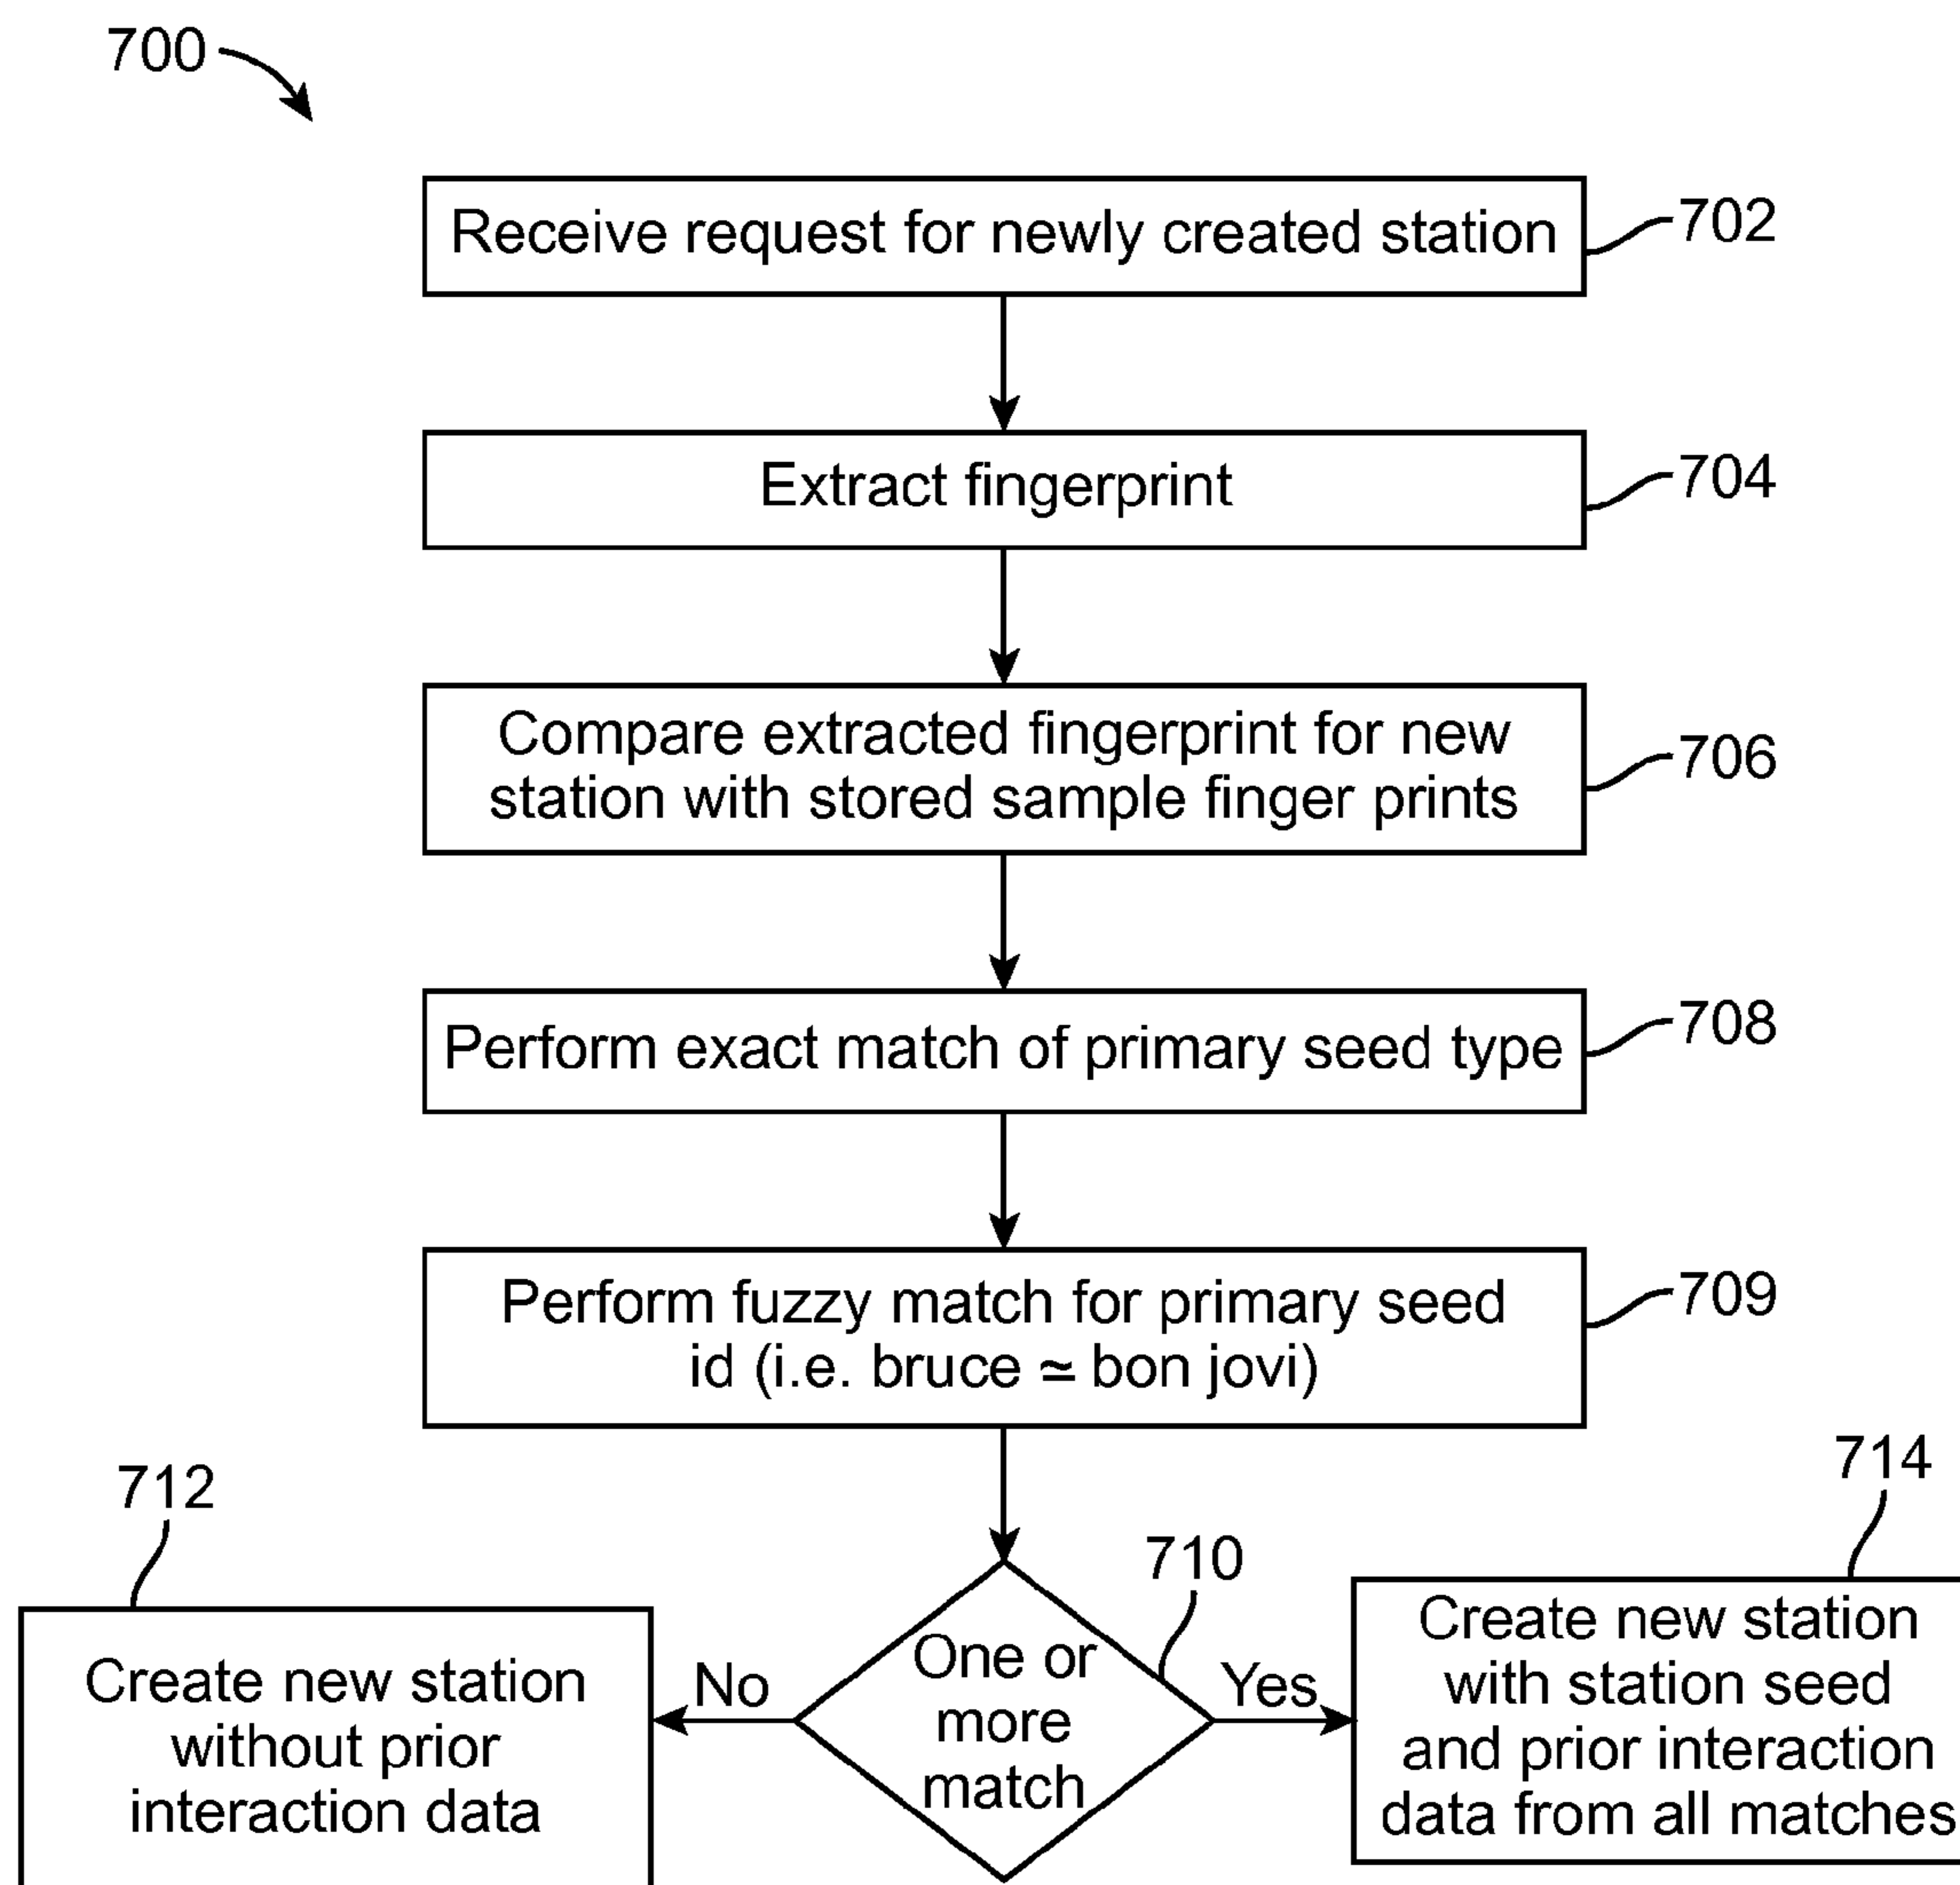 700
Receive request for newly created station
702
Extract fingerprint
704
Compare extracted fingerprint for new
station with stored sample finger prints
706
Perform exact match of primary seed type
708
Perform fuzzy match for primary seed
id (i.e. bruce ≃ bon jovi)
709
712
710
714
Create new station
without prior
interaction data
No
One or
more
match
Yes
Create new station
with station seed
and prior interaction
data from all matches